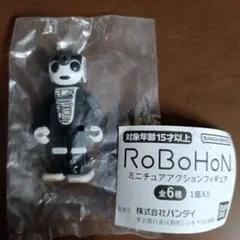 対象年齢15才以上
BANDAI NAMCO
RoBoHoN
ミニチュアアクションフィギュア
全6種
1個入り
株式会社バンダイ